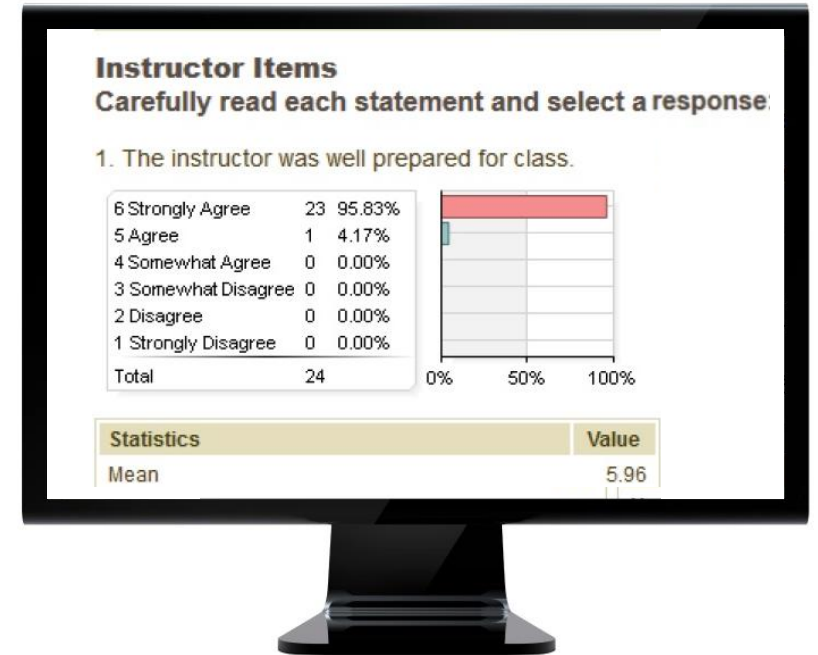 Instructor Items
Carefully read each statement and select a response:
1. The instructor was well prepared for class.
6 Strongly Agree 23 95.83%
5 Agree 1 4.17%
4 Somewhat Agree 0 0.00%
3 Somewhat Disagree 0 0.00%
2 Disagree 0 0.00%
1 Strongly Disagree 0 0.00%
Total 24
0% 50% 100%
Statistics Value
Mean 5.96